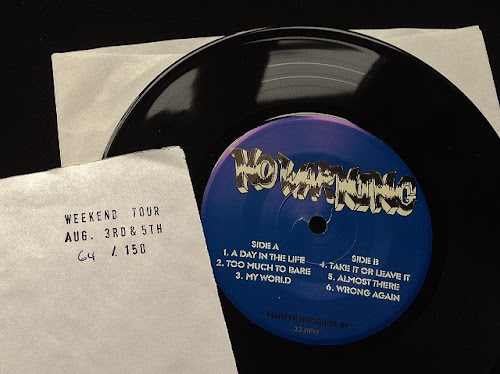 WEEKEND TOUR
AUG. 3RD & 5TH
64 / 150
NO WARNING
SIDE A
1. A DAY IN THE LIFE
2. TOO MUCH TO BARE
3. MY WORLD
SIDE B
4. TAKE IT OR LEAVE IT
5. ALMOST THERE
6. WRONG AGAIN
33 RPM